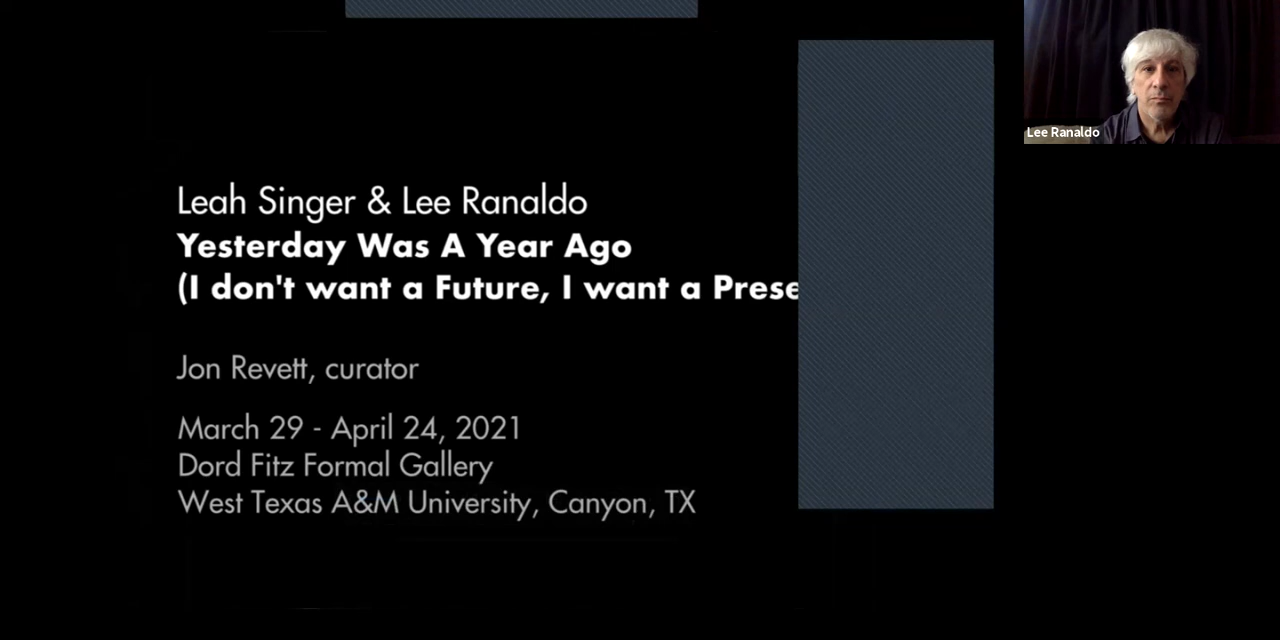 Leah Singer & Lee Ranaldo
Yesterday Was A Year Ago
(I don't want a Future, I want a Prese
Jon Revett, curator
March 29 - April 24, 2021
Dord Fitz Formal Gallery
West Texas A&M University, Canyon, TX
Lee Ranaldo